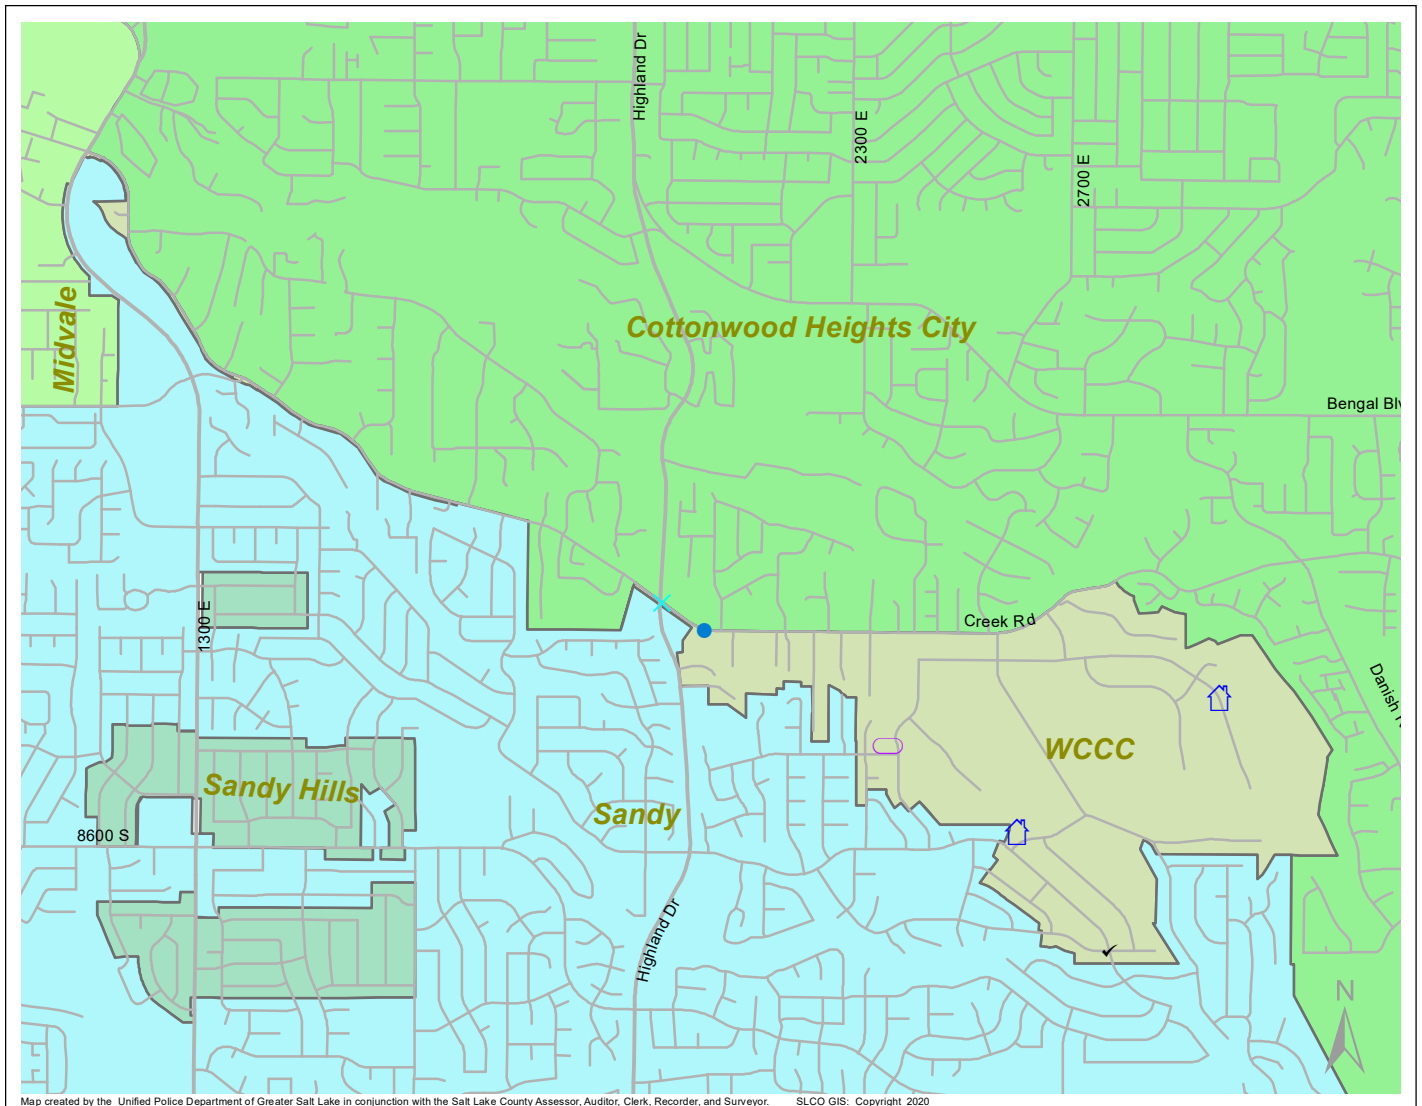 Highland Dr
2300 E
2700 E
Midvale
Cottonwood Heights City
Bengal Blv
1300 E
Creek Rd
Danish R
WCCC
Sandy Hills
Sandy
8600 S
Highland Dr
N
Map created by the Unified Police Department of Greater Salt Lake in conjunction with the Salt Lake County Assessor, Auditor, Clerk, Recorder, and Surveyor. SLCO GIS: Copyright 2020